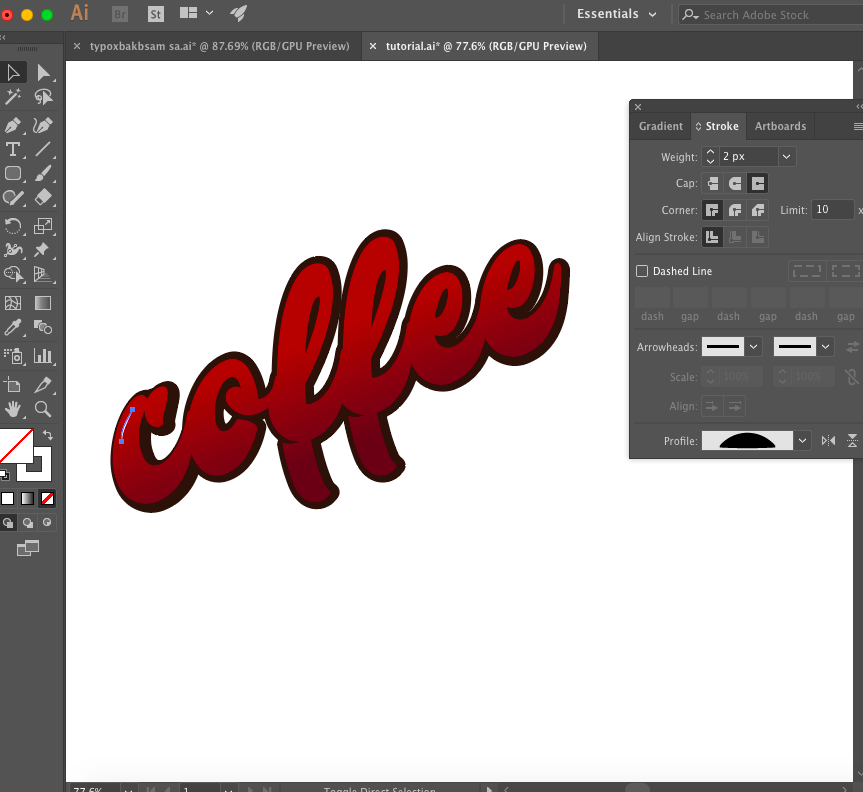 Ai Br St Essentials Search Adobe Stock
× typoxbakbsam sa.ai* @ 87.69% (RGB/GPU Preview) × tutorial.ai* @ 77.6% (RGB/GPU Preview)
Gradient Stroke Artboards
Weight: 2 px
Cap:
Corner: Limit: 10 x
Align Stroke:
Dashed Line
dash gap dash gap dash gap
Arrowheads:
Scale: 100% 100%
Align:
Profile:
coffee
77.6% 1 Toggle Direct Selection